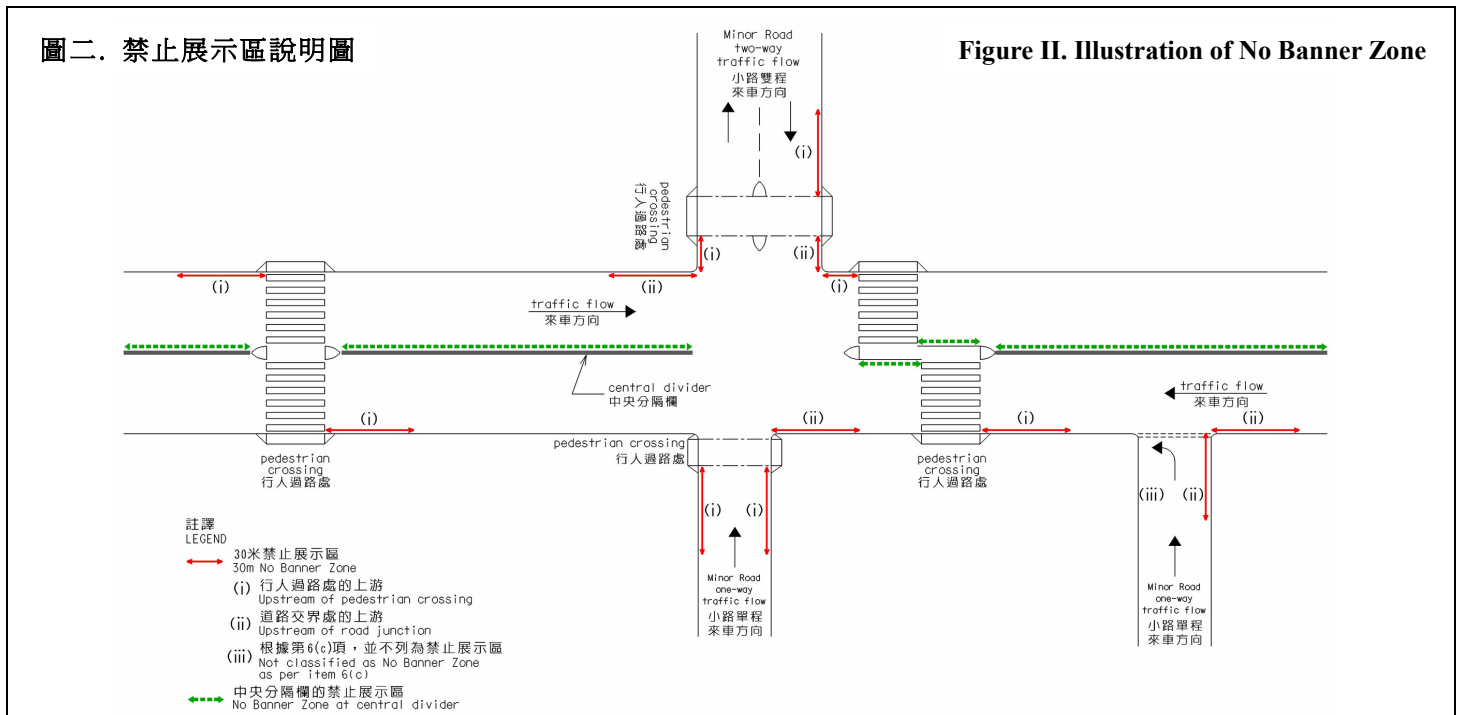 圖二. 禁止展示區說明圖
Figure II. Illustration of No Banner Zone
Minor Road
two-way
traffic flow
小路雙程
來車方向
(i)
pedestrian
crossing
行人過路處
(i)
(ii)
(i)
(ii)
(i)
traffic flow
來車方向
central divider
中央分隔欄
traffic flow
來車方向
(i)
(ii)
(i)
(ii)
pedestrian
crossing
行人過路處
pedestrian crossing
行人過路處
pedestrian
crossing
行人過路處
(i)
(i)
(iii)
(ii)
Minor Road
one-way
traffic flow
小路單程
來車方向
Minor Road
one-way
traffic flow
小路單程
來車方向
註譯
LEGEND
30米禁止展示區
30m No Banner Zone
(i) 行人過路處的上游
Upstream of pedestrian crossing
(ii) 道路交界處的上游
Upstream of road junction
(iii) 根據第6(c)項，並不列為禁止展示區
Not classified as No Banner Zone
as per item 6(c)
中央分隔欄的禁止展示區
No Banner Zone at central divider